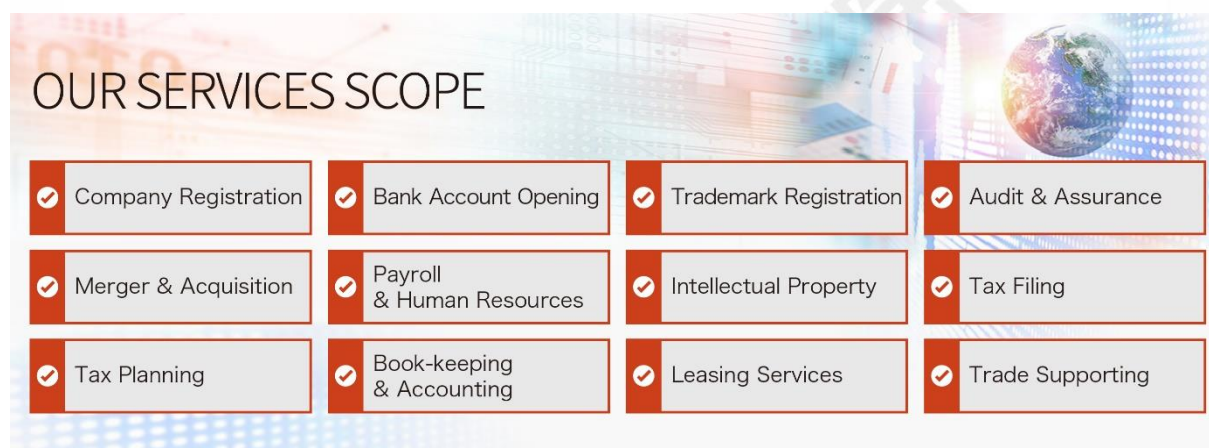 OUR SERVICES SCOPE
Company Registration
Bank Account Opening
Trademark Registration
Audit & Assurance
Merger & Acquisition
Payroll
& Human Resources
Intellectual Property
Tax Filing
Tax Planning
Book-keeping
& Accounting
Leasing Services
Trade Supporting